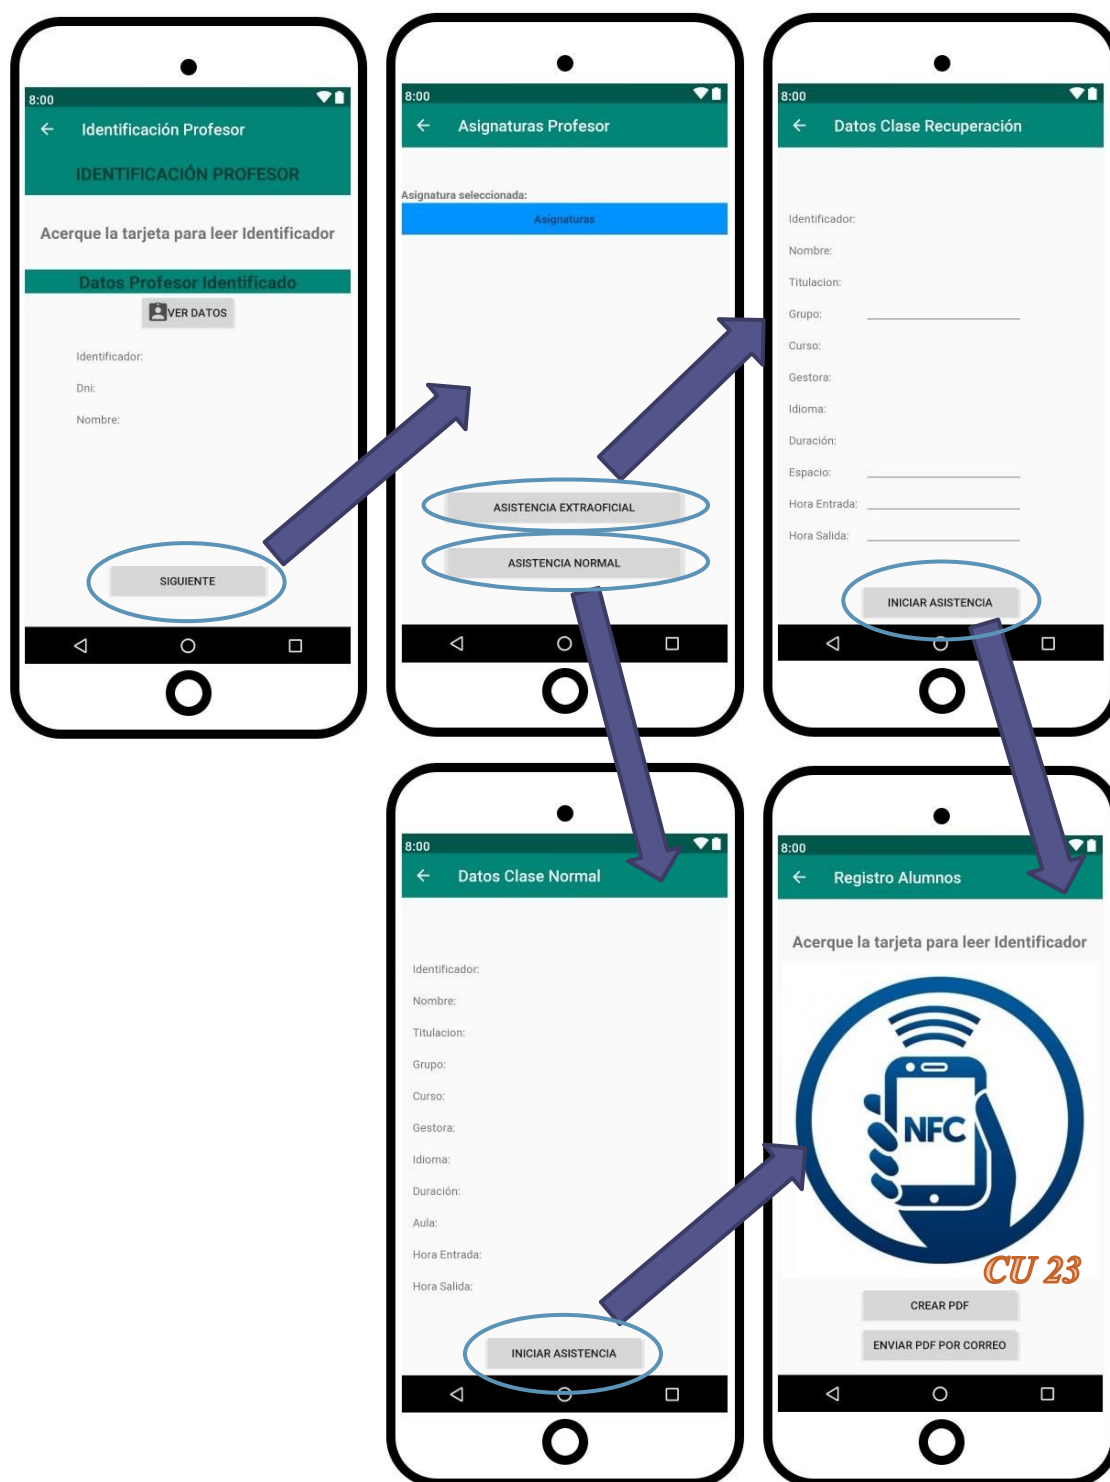 8:00
Identificación Profesor
IDENTIFICACIÓN PROFESOR
Acerque la tarjeta para leer Identificador
Datos Profesor Identificado
VER DATOS
Identificador:
Dni:
Nombre:
SIGUIENTE
8:00
Asignaturas Profesor
Asignatura seleccionada:
Asignaturas
ASISTENCIA EXTRAOFICIAL
ASISTENCIA NORMAL
8:00
Datos Clase Recuperación
Identificador:
Nombre:
Titulacion:
Grupo:
Curso:
Gestora:
Idioma:
Duración:
Espacio:
Hora Entrada:
Hora Salida:
INICIAR ASISTENCIA
8:00
Datos Clase Normal
Identificador:
Nombre:
Titulacion:
Grupo:
Curso:
Gestora:
Idioma:
Duración:
Aula:
Hora Entrada:
Hora Salida:
INICIAR ASISTENCIA
8:00
Registro Alumnos
Acerque la tarjeta para leer Identificador
NFC
CU 23
CREAR PDF
ENVIAR PDF POR CORREO